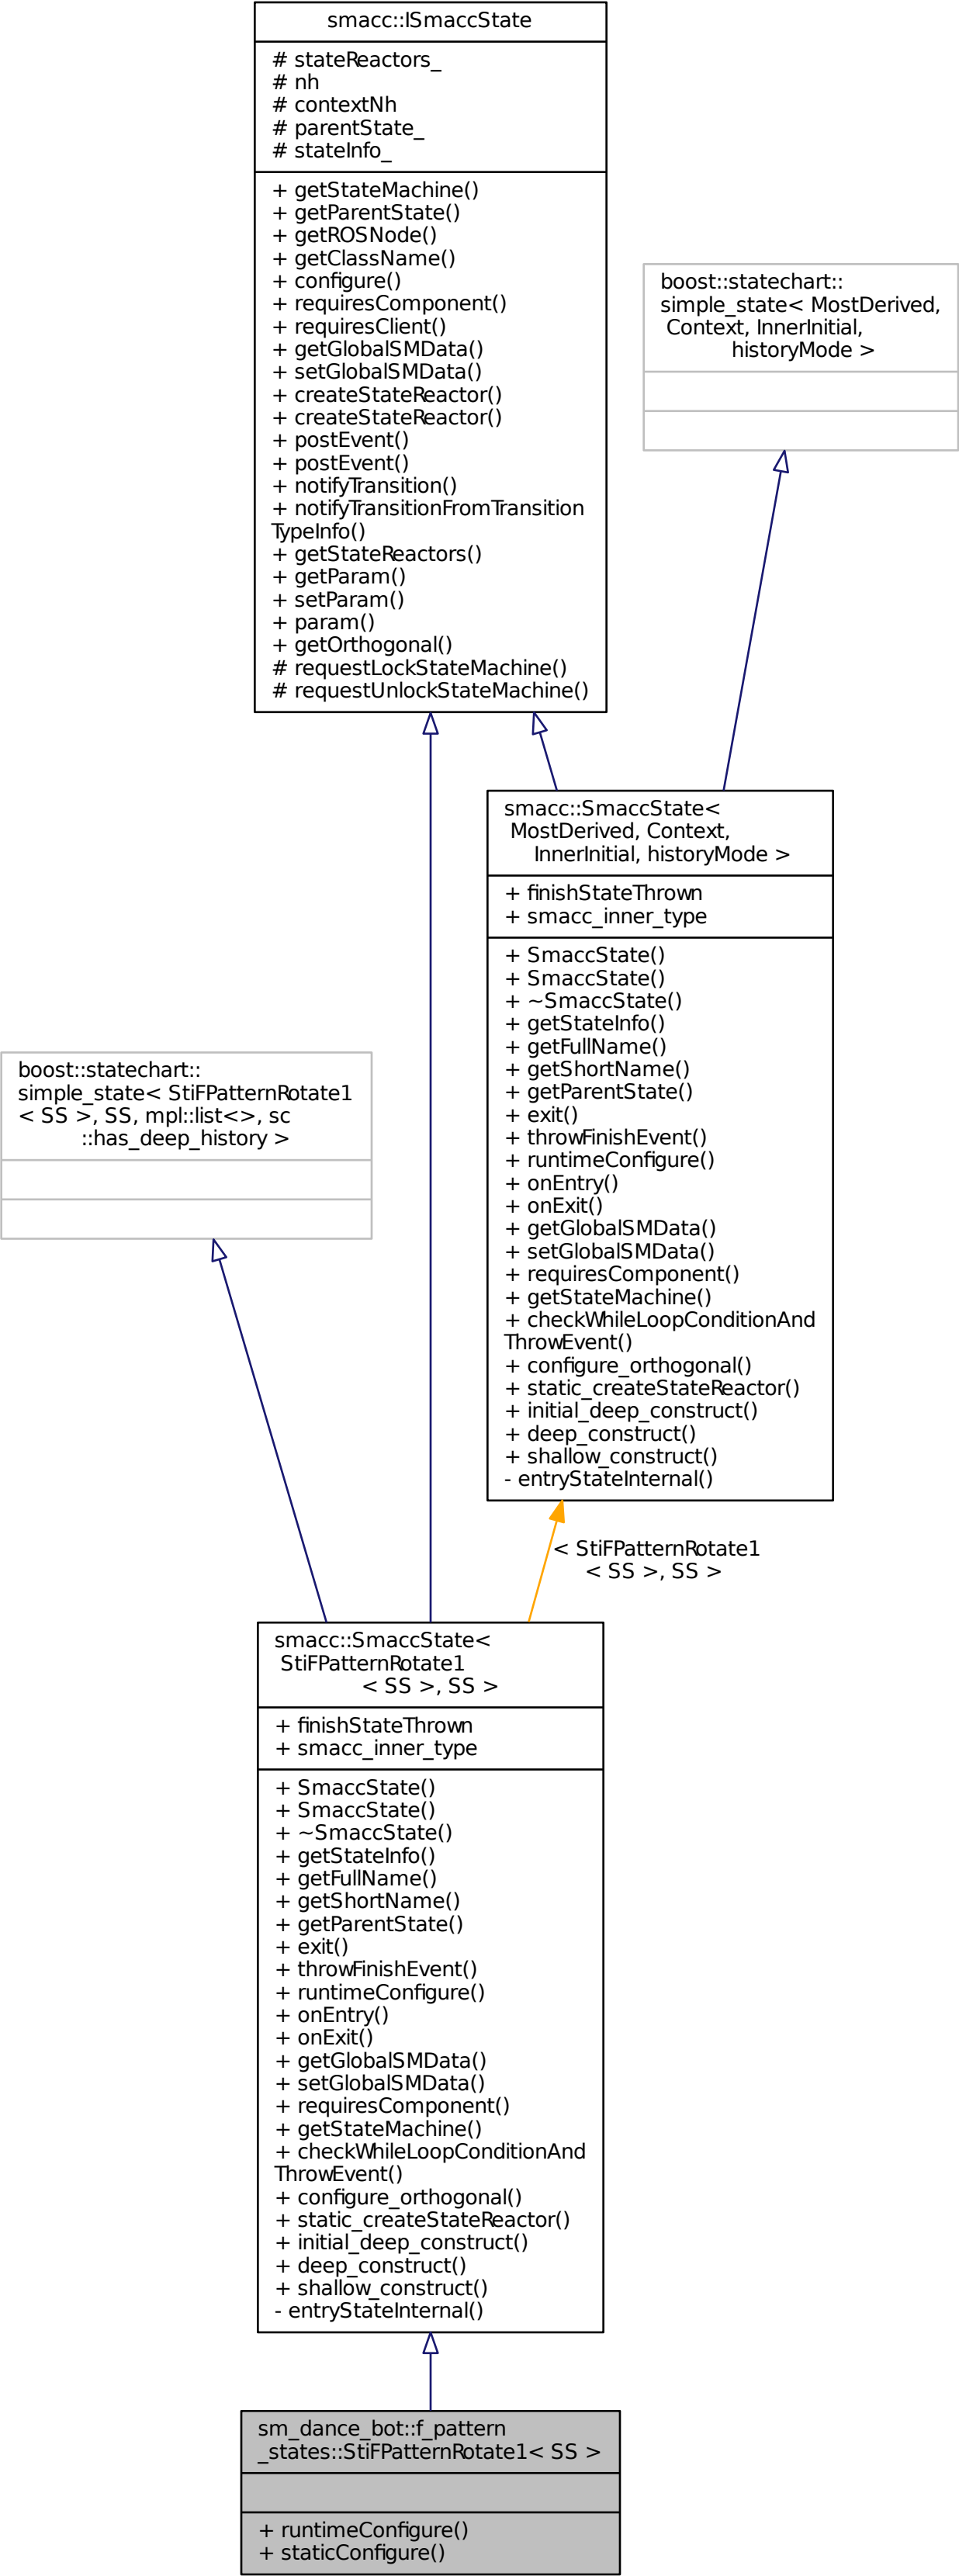 smacc::ISmaccState
# stateReactors_
# nh
# contextNh
# parentState_
# stateInfo_
+ getStateMachine()
+ getParentState()
+ getROSNode()
+ getClassName()
+ configure()
+ requiresComponent()
+ requiresClient()
+ getGlobalSMData()
+ setGlobalSMData()
+ createStateReactor()
+ createStateReactor()
+ postEvent()
+ postEvent()
+ notifyTransition()
+ notifyTransitionFromTransition
TypeInfo()
+ getStateReactors()
+ getParam()
+ setParam()
+ param()
+ getOrthogonal()
# requestLockStateMachine()
# requestUnlockStateMachine()
boost::statechart::
simple_state< MostDerived,
Context, InnerInitial,
historyMode >
smacc::SmaccState<
MostDerived, Context,
InnerInitial, historyMode >
+ finishStateThrown
+ smacc_inner_type
+ SmaccState()
+ SmaccState()
+ ~SmaccState()
+ getStateInfo()
+ getFullName()
+ getShortName()
+ getParentState()
+ exit()
+ throwFinishEvent()
+ runtimeConfigure()
+ onEntry()
+ onExit()
+ getGlobalSMData()
+ setGlobalSMData()
+ requiresComponent()
+ getStateMachine()
+ checkWhileLoopConditionAnd
ThrowEvent()
+ configure_orthogonal()
+ static_createStateReactor()
+ initial_deep_construct()
+ deep_construct()
+ shallow_construct()
- entryStateInternal()
boost::statechart::
simple_state< StiFPatternRotate1
< SS >, SS, mpl::list<>, sc
::has_deep_history >
< StiFPatternRotate1
< SS >, SS >
smacc::SmaccState<
StiFPatternRotate1
< SS >, SS >
+ finishStateThrown
+ smacc_inner_type
+ SmaccState()
+ SmaccState()
+ ~SmaccState()
+ getStateInfo()
+ getFullName()
+ getShortName()
+ getParentState()
+ exit()
+ throwFinishEvent()
+ runtimeConfigure()
+ onEntry()
+ onExit()
+ getGlobalSMData()
+ setGlobalSMData()
+ requiresComponent()
+ getStateMachine()
+ checkWhileLoopConditionAnd
ThrowEvent()
+ configure_orthogonal()
+ static_createStateReactor()
+ initial_deep_construct()
+ deep_construct()
+ shallow_construct()
- entryStateInternal()
sm_dance_bot::f_pattern
_states::StiFPatternRotate1< SS >
+ runtimeConfigure()
+ staticConfigure()